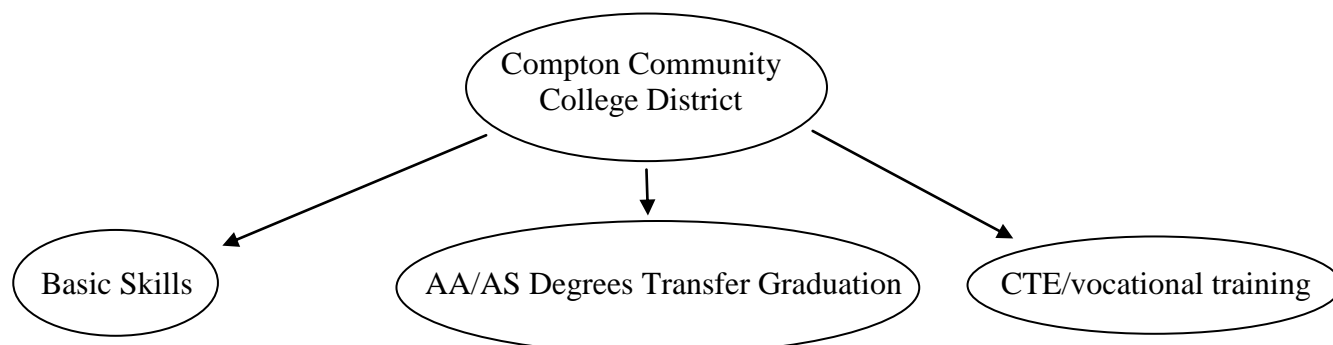 Compton Community
College District
Basic Skills
AA/AS Degrees Transfer Graduation
CTE/vocational training